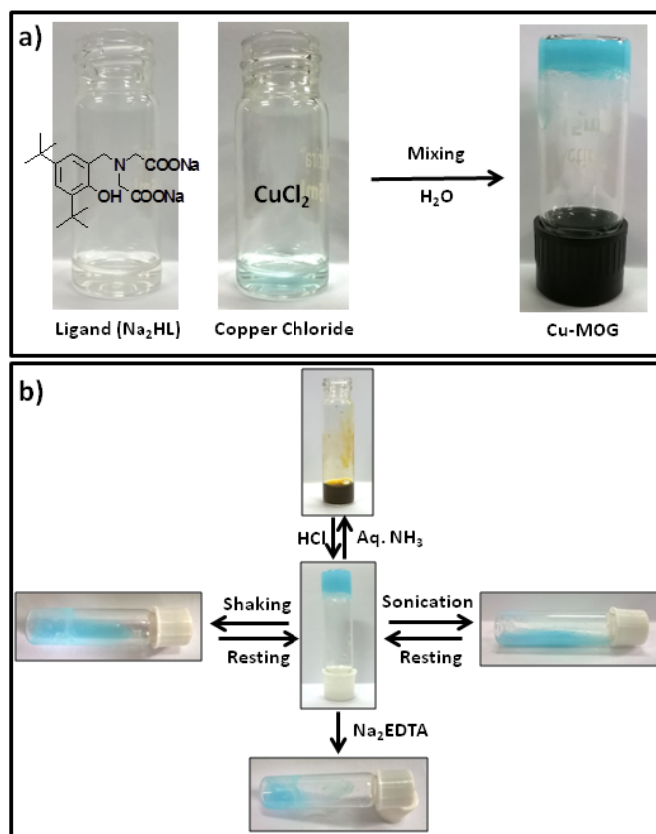 a)
N
COONa
OH
COONa
CuCl₂
Mixing
H₂O
Ligand (Na₂HL)
Copper Chloride
Cu-MOG
b)
HCl
Aq. NH₃
Shaking
Resting
Sonication
Resting
Na₂EDTA